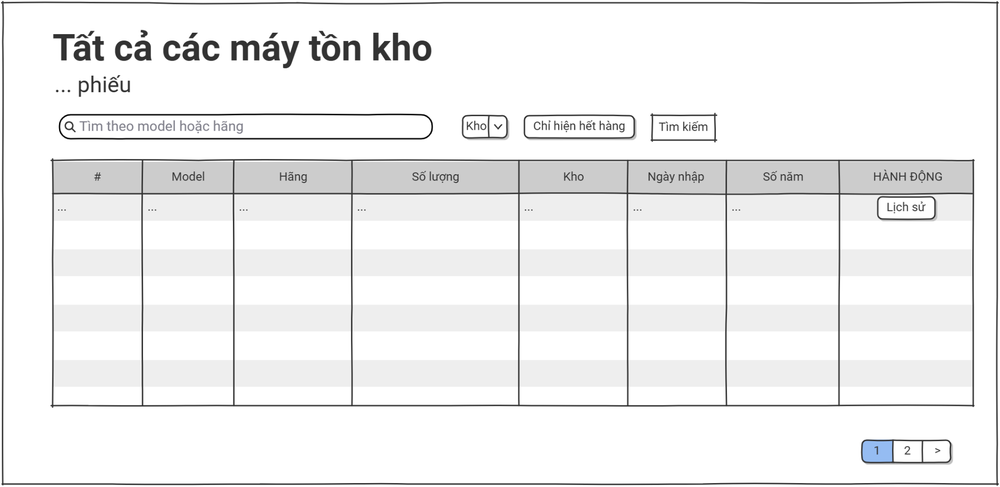 Tất cả các máy tồn kho
... phiếu
Tìm theo model hoặc hãng
Kho
Chỉ hiện hết hàng
Tìm kiếm
# Model Hãng Số lượng Kho Ngày nhập Số năm HÀNH ĐỘNG
... ... ... ... ... ... ... Lịch sử
1 2 >